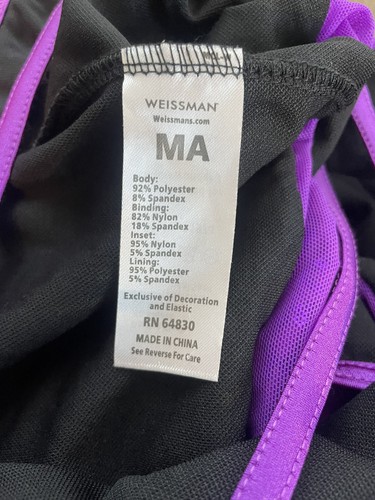 WEISSMAN™
Weissmans.com
MA
Body:
92% Polyester
8% Spandex
Binding:
82% Nylon
18% Spandex
Inset:
95% Nylon
5% Spandex
Lining:
95% Polyester
5% Spandex
Exclusive of Decoration
and Elastic
RN 64830
MADE IN CHINA
See Reverse For Care